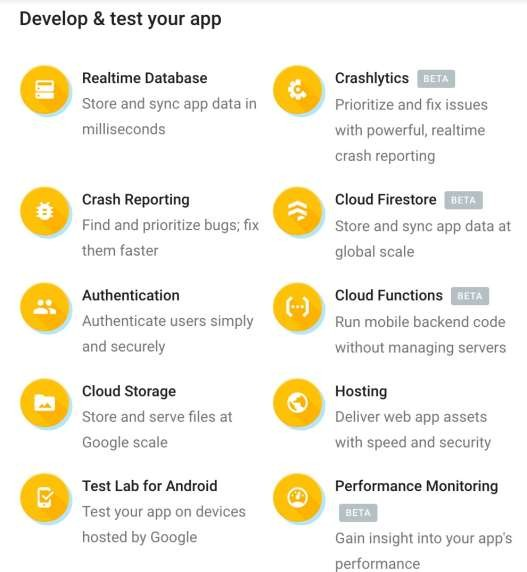 Develop & test your app
Realtime Database
Store and sync app data in
milliseconds
Crashlytics BETA
Prioritize and fix issues
with powerful, realtime
crash reporting
Crash Reporting
Find and prioritize bugs; fix
them faster
Cloud Firestore BETA
Store and sync app data at
global scale
Authentication
Authenticate users simply
and securely
Cloud Functions BETA
Run mobile backend code
without managing servers
Cloud Storage
Store and serve files at
Google scale
Hosting
Deliver web app assets
with speed and security
Test Lab for Android
Test your app on devices
hosted by Google
Performance Monitoring
BETA
Gain insight into your app's
performance